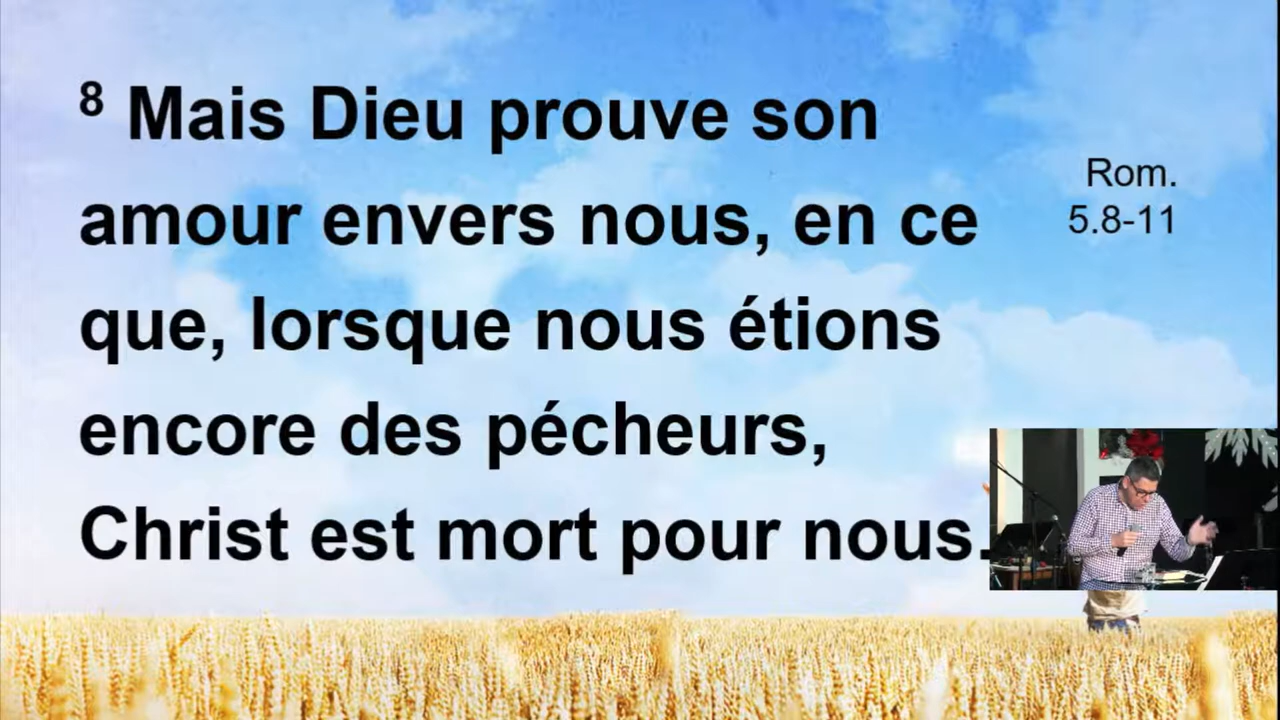 8 Mais Dieu prouve son
amour envers nous, en ce
que, lorsque nous étions
encore des pécheurs,
Christ est mort pour nous.
Rom.
5.8-11